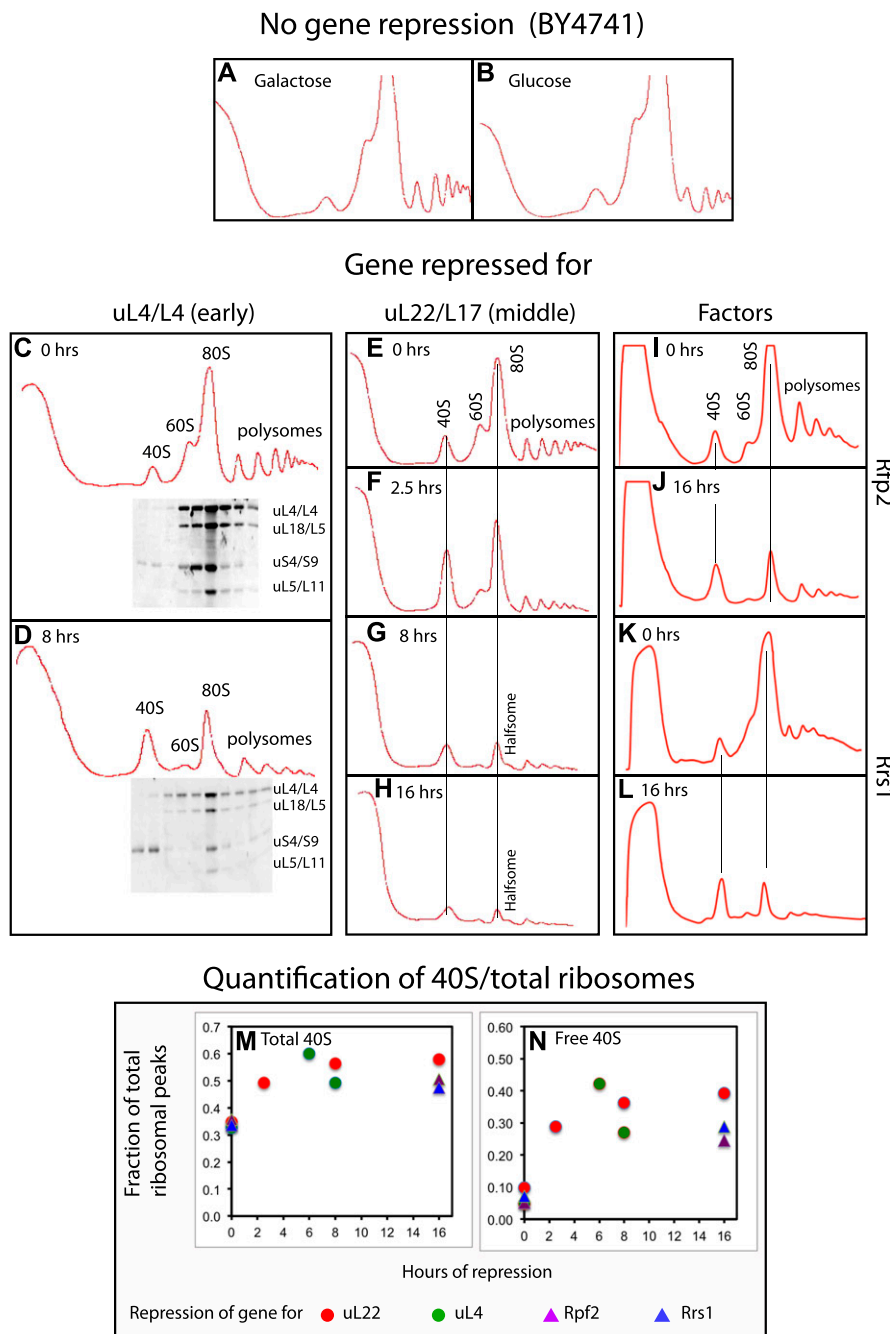 No gene repression (BY4741)
A Galactose
B Glucose
Gene repressed for
uL4/L4 (early)
uL22/L17 (middle)
Factors
C 0 hrs
40S
60S
80S
polysomes
uL4/L4
uL18/L5
uS4/S9
uL5/L11
D 8 hrs
40S
60S
80S
polysomes
uL4/L4
uL18/L5
uS4/S9
uL5/L11
E 0 hrs
40S
60S
80S
polysomes
F 2.5 hrs
G 8 hrs
Halfsome
H 16 hrs
Halfsome
I 0 hrs
40S
60S
80S
polysomes
J 16 hrs
Rfp2
K 0 hrs
L 16 hrs
Rrs1
Quantification of 40S/total ribosomes
Fraction of total
ribosomal peaks
M Total 40S
0.7
0.6
0.5
0.4
0.3
0.2
0.1
0.0
0 2 4 6 8 10 12 14 16
N Free 40S
0.60
0.50
0.40
0.30
0.20
0.10
0.00
0 2 4 6 8 10 12 14 16
Hours of repression
Repression of gene for uL22 uL4 Rpf2 Rrs1